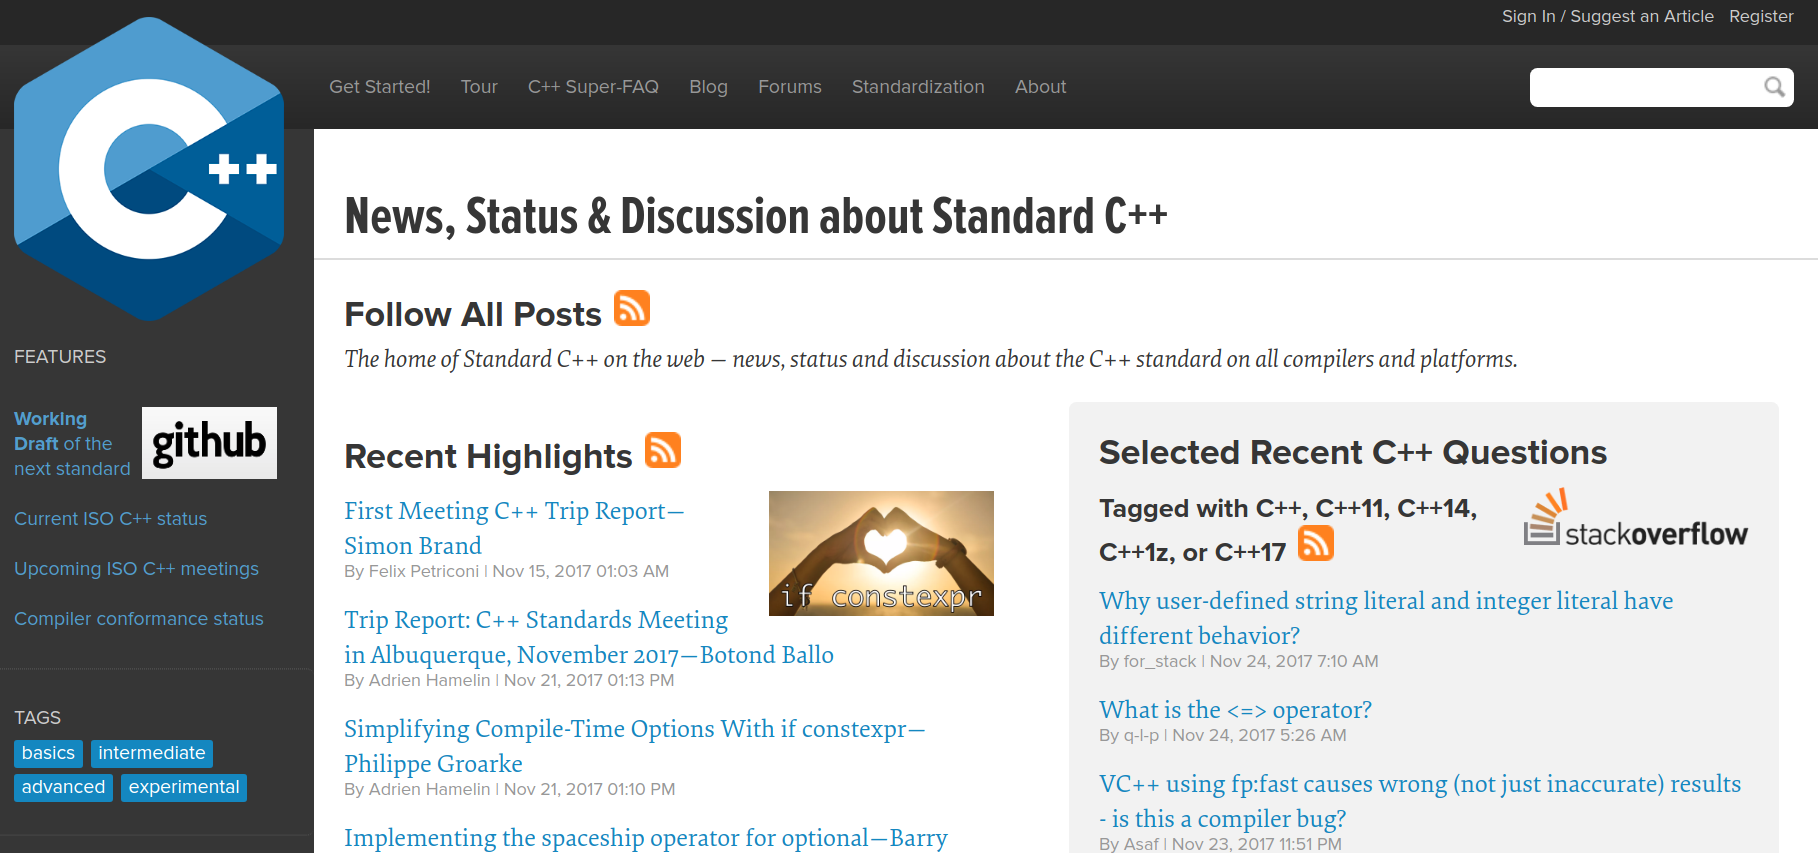 Sign In / Suggest an Article Register
C++
Get Started! Tour C++ Super-FAQ Blog Forums Standardization About
News, Status & Discussion about Standard C++
Follow All Posts
The home of Standard C++ on the web — news, status and discussion about the C++ standard on all compilers and platforms.
FEATURES
Working
Draft of the
next standard
github
Current ISO C++ status
Upcoming ISO C++ meetings
Compiler conformance status
TAGS
basics intermediate
advanced experimental
Recent Highlights
First Meeting C++ Trip Report—
Simon Brand
By Felix Petriconi | Nov 15, 2017 01:03 AM
if constexpr
Trip Report: C++ Standards Meeting
in Albuquerque, November 2017—Botond Ballo
By Adrien Hamelin | Nov 21, 2017 01:13 PM
Simplifying Compile-Time Options With if constexpr—
Philippe Groarke
By Adrien Hamelin | Nov 21, 2017 01:10 PM
Implementing the spaceship operator for optional—Barry
Selected Recent C++ Questions
Tagged with C++, C++11, C++14,
C++1z, or C++17
stackoverflow
Why user-defined string literal and integer literal have
different behavior?
By for_stack | Nov 24, 2017 7:10 AM
What is the <=> operator?
By q-l-p | Nov 24, 2017 5:26 AM
VC++ using fp:fast causes wrong (not just inaccurate) results
- is this a compiler bug?
By Asaf | Nov 23, 2017 11:51 PM